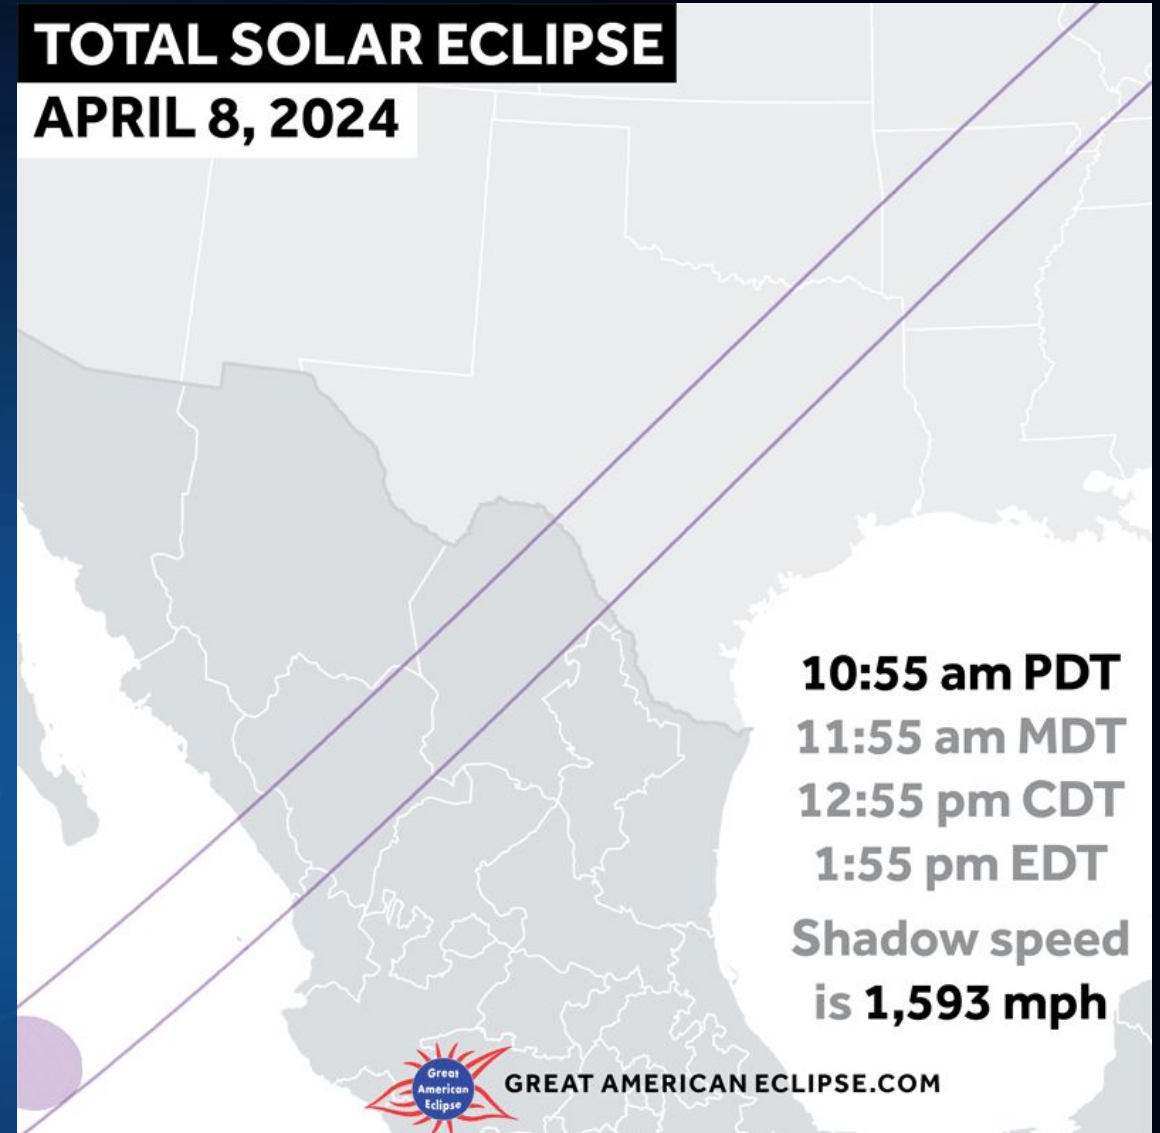 TOTAL SOLAR ECLIPSE
APRIL 8, 2024
10:55 am PDT
11:55 am MDT
12:55 pm CDT
1:55 pm EDT
Shadow speed
is 1,593 mph
Great
American
Eclipse
GREAT AMERICAN ECLIPSE.COM